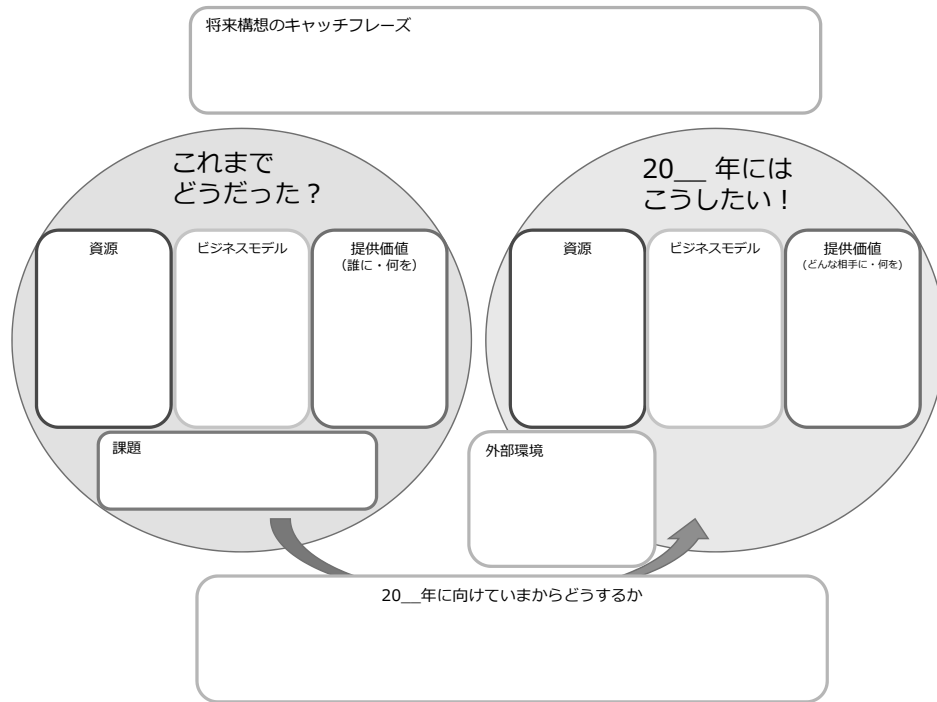 将来構想のキャッチフレーズ
これまで
どうだった？
資源
ビジネスモデル
提供価値
（誰に・何を）
課題
20__ 年には
こうしたい！
資源
ビジネスモデル
提供価値
(どんな相手に・何を)
外部環境
20__年に向けていまからどうするか